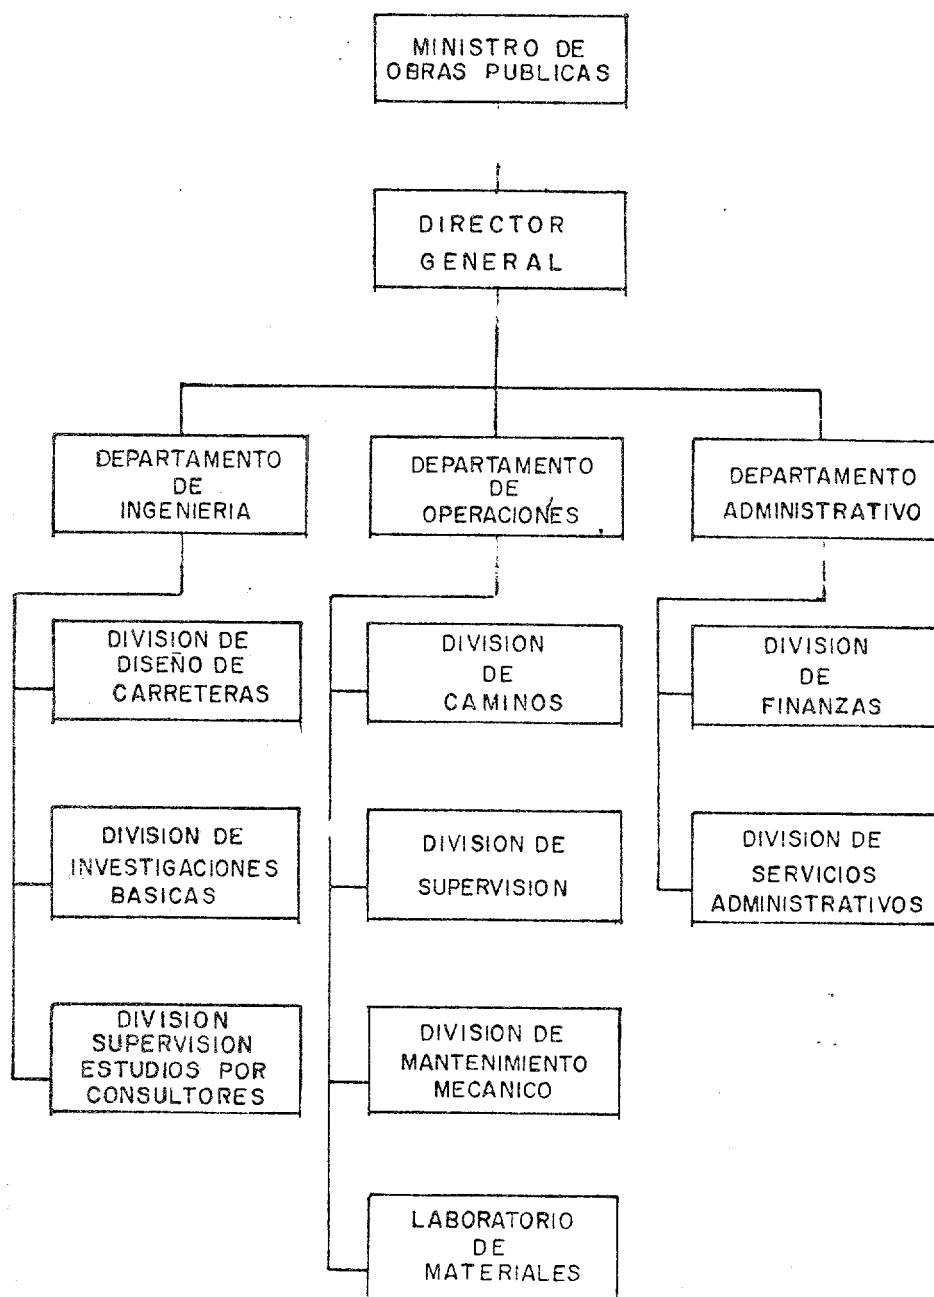 MINISTRO DE
OBRAS PUBLICAS
DIRECTOR
GENERAL
DEPARTAMENTO
DE
INGENIERIA
DEPARTAMENTO
DE
OPERACIONES
DEPARTAMENTO
ADMINISTRATIVO
DIVISION DE
DISEÑO DE
CARRETERAS
DIVISION
DE
CAMINOS
DIVISION
DE
FINANZAS
DIVISION DE
INVESTIGACIONES
BASICAS
DIVISION DE
SUPERVISION
DIVISION DE
SERVICIOS
ADMINISTRATIVOS
DIVISION
SUPERVISION
ESTUDIOS POR
CONSULTORES
DIVISION DE
MANTENIMIENTO
MECANICO
LABORATORIO
DE
MATERIALES